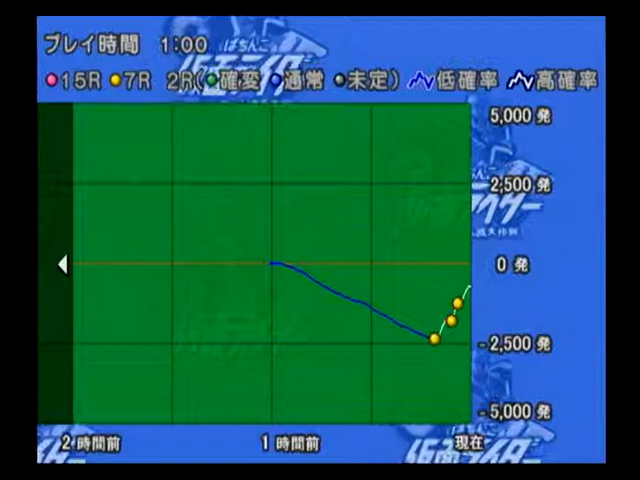 プレイ時間 1:00
15R 7R 2R( 確変 通常 未定) 低確率 高確率
5,000 発
2,500 発
0 発
-2,500 発
-5,000 発
2 時間前 1 時間前 現在